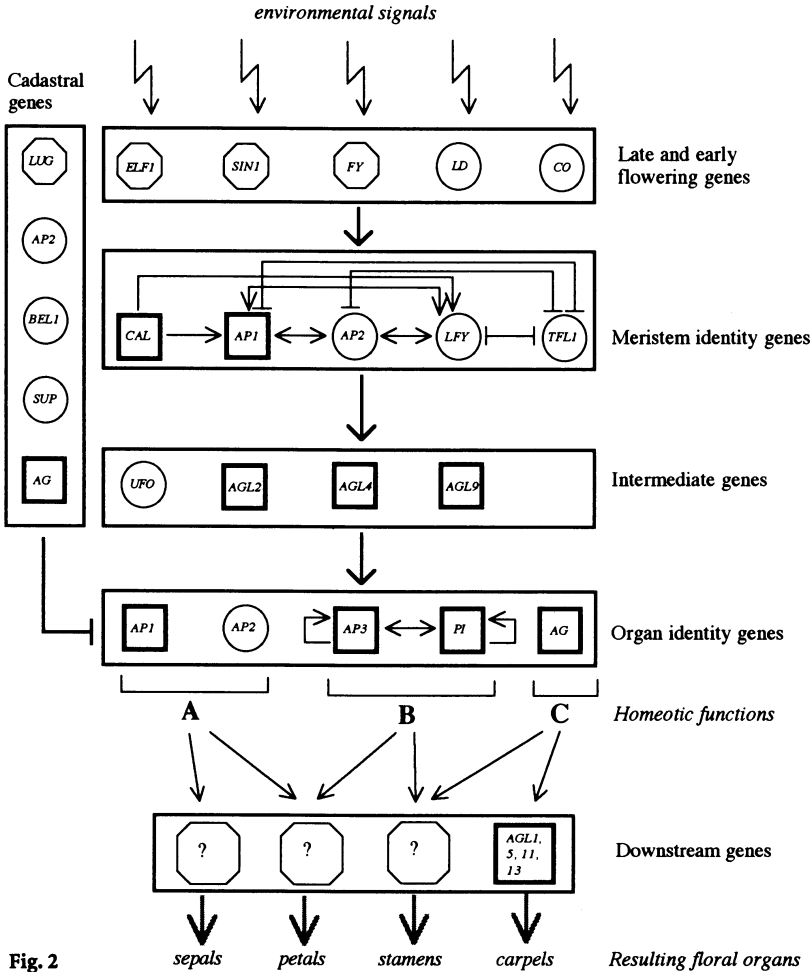 environmental signals
Cadastral
genes
LUG
AP2
BEL1
SUP
AG
ELF1 SIN1 FY LD CO
Late and early
flowering genes
CAL AP1 AP2 LFY TFL1
Meristem identity genes
UFO AGL2 AGL4 AGL9
Intermediate genes
AP1 AP2 AP3 PI AG
Organ identity genes
A B C
Homeotic functions
? ? ?
AGL1,
5, 11,
13
Downstream genes
Fig. 2
sepals petals stamens carpels
Resulting floral organs